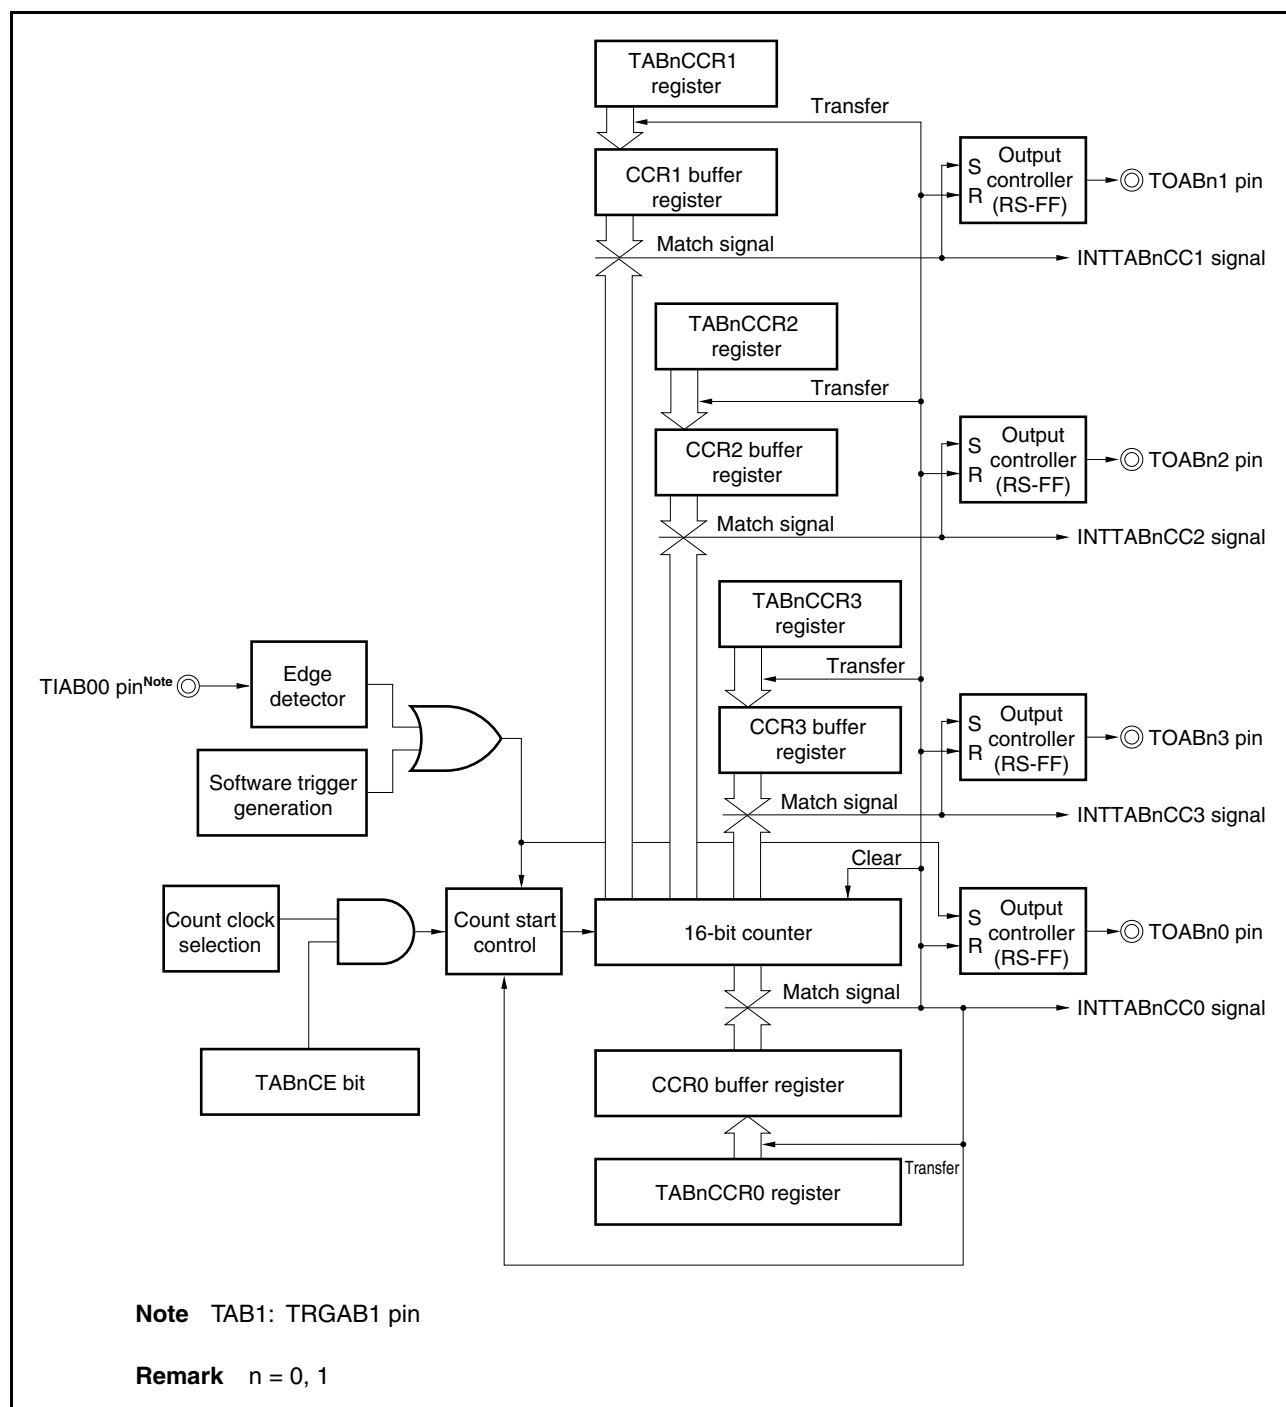 TABnCCR1
register
Transfer
CCR1 buffer
register
S
R
Output
controller
(RS-FF)
TOABn1 pin
Match signal
INTTABnCC1 signal
TABnCCR2
register
Transfer
CCR2 buffer
register
S
R
Output
controller
(RS-FF)
TOABn2 pin
Match signal
INTTABnCC2 signal
TABnCCR3
register
Transfer
TIAB00 pinNote
Edge
detector
CCR3 buffer
register
S
R
Output
controller
(RS-FF)
TOABn3 pin
Software trigger
generation
Match signal
INTTABnCC3 signal
Clear
Count clock
selection
Count start
control
16-bit counter
S
R
Output
controller
(RS-FF)
TOABn0 pin
Match signal
INTTABnCC0 signal
TABnCE bit
CCR0 buffer register
Transfer
TABnCCR0 register
Note TAB1: TRGAB1 pin
Remark n = 0, 1